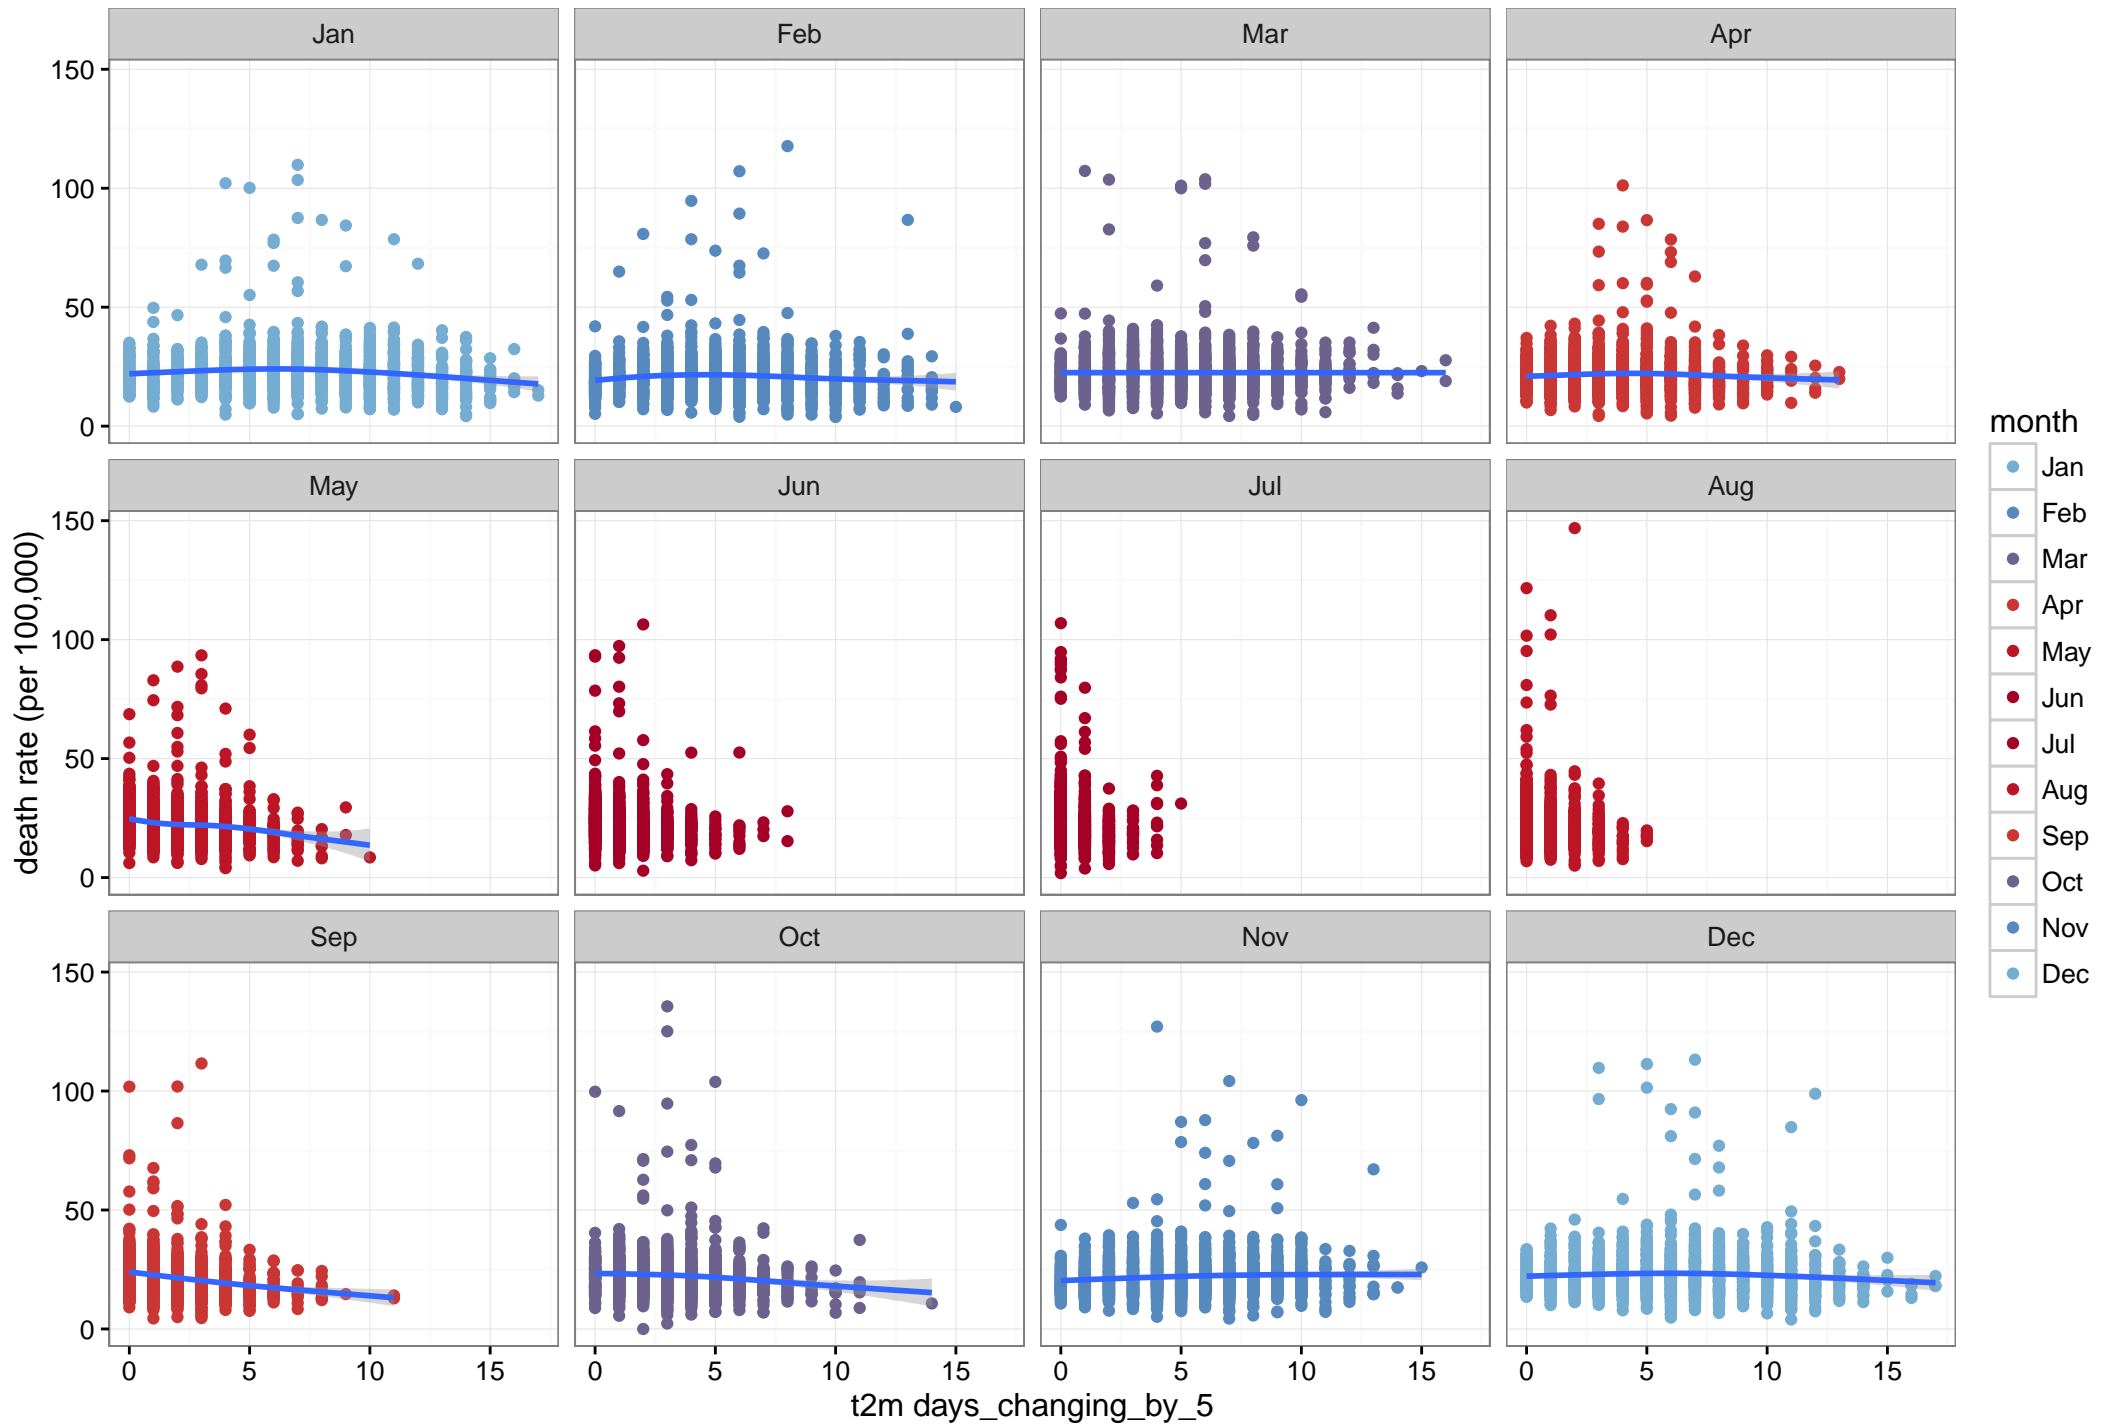 Jan Feb Mar Apr
150
100
50
0
May Jun Jul Aug
150
100
50
0
Sep Oct Nov Dec
150
100
50
0
0 5 10 15 0 5 10 15 0 5 10 15 0 5 10 15
t2m days_changing_by_5
death rate (per 100,000)
month
Jan
Feb
Mar
Apr
May
Jun
Jul
Aug
Sep
Oct
Nov
Dec